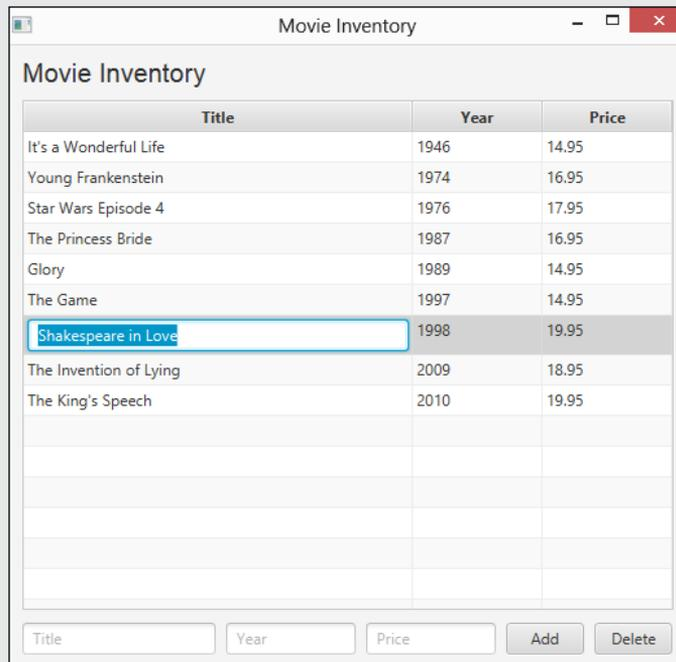 Movie Inventory
Movie Inventory
Title Year Price
It's a Wonderful Life 1946 14.95
Young Frankenstein 1974 16.95
Star Wars Episode 4 1976 17.95
The Princess Bride 1987 16.95
Glory 1989 14.95
The Game 1997 14.95
Shakespeare in Love 1998 19.95
The Invention of Lying 2009 18.95
The King's Speech 2010 19.95
Title Year Price Add Delete